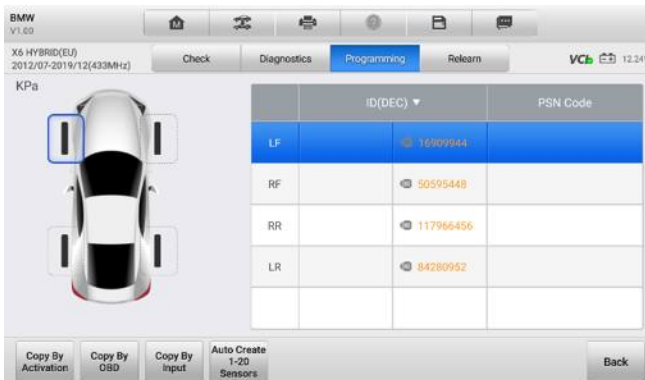 BMW
V1.00
X6 HYBRID(EU)
2012/07-2019/12(433MHz)
Check
Diagnostics
Programming
Relearn
VCb
12.24
KPa
ID(DEC) ▼
PSN Code
LF
16909944
RF
50595448
RR
117966456
LR
84280952
Copy By
Activation
Copy By
OBD
Copy By
Input
Auto Create
1-20
Sensors
Back